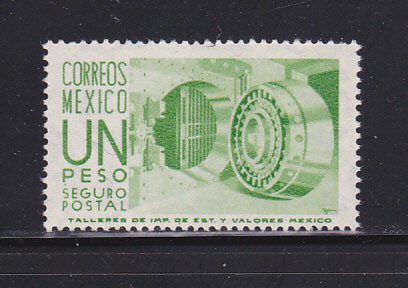 CORREOS
MEXICO
UN
PESO
SEGURO
POSTAL
TALLERES DE IMP. DE EST. Y VALORES MEXICO